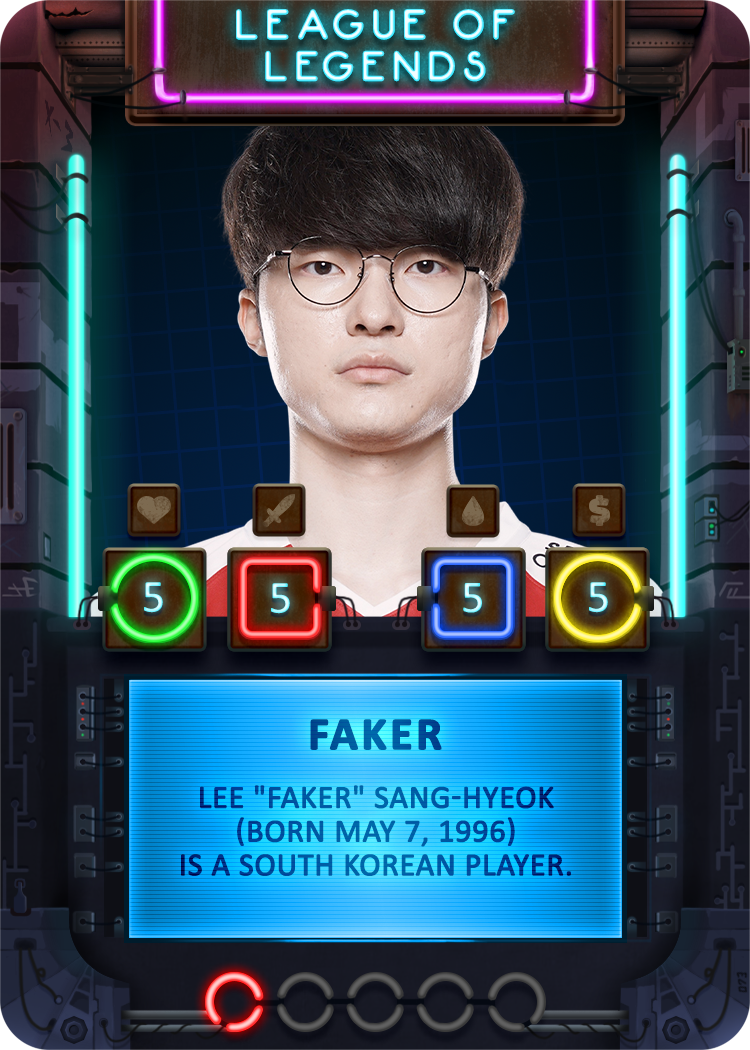 LEAGUE OF
LEGENDS
5
5
5
5
FAKER
LEE "FAKER" SANG-HYEOK
(BORN MAY 7, 1996)
IS A SOUTH KOREAN PLAYER.